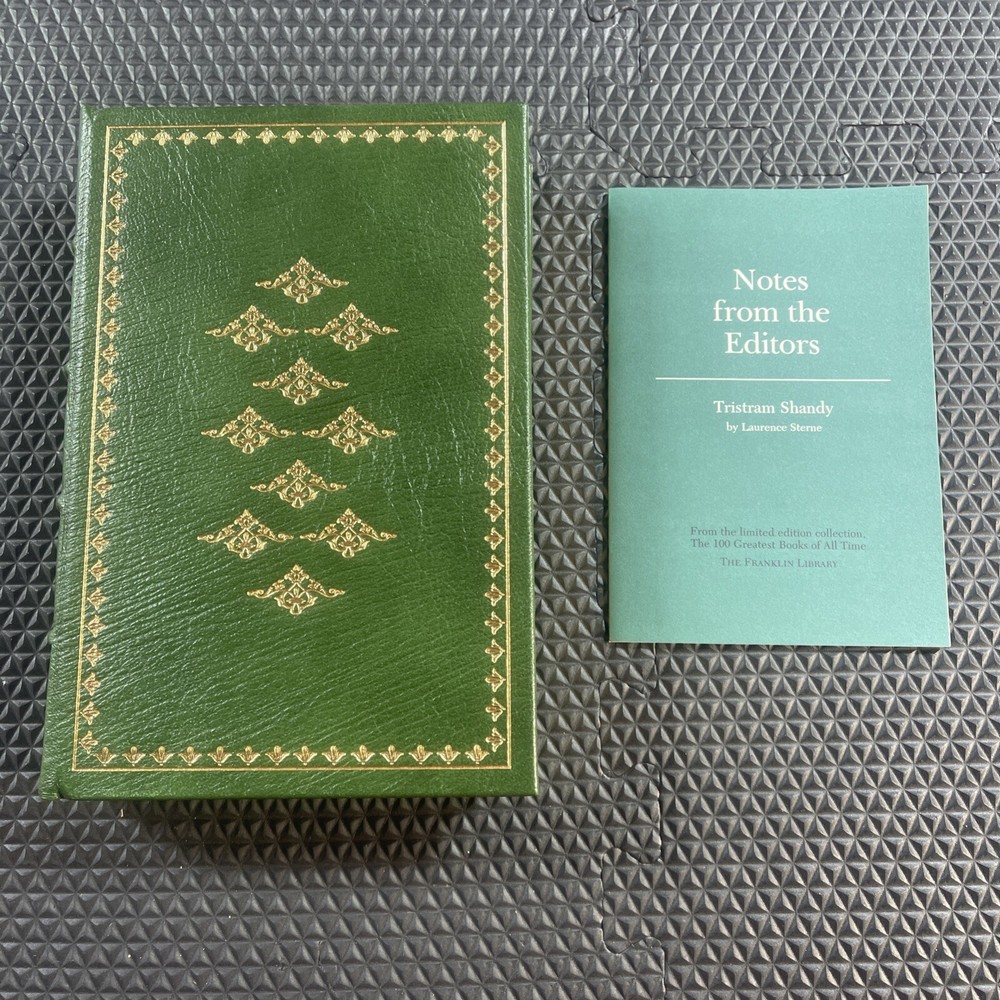 Notes
from the
Editors
Tristram Shandy
by Laurence Sterne
From the limited edition collection,
The 100 Greatest Books of All Time
The Franklin Library